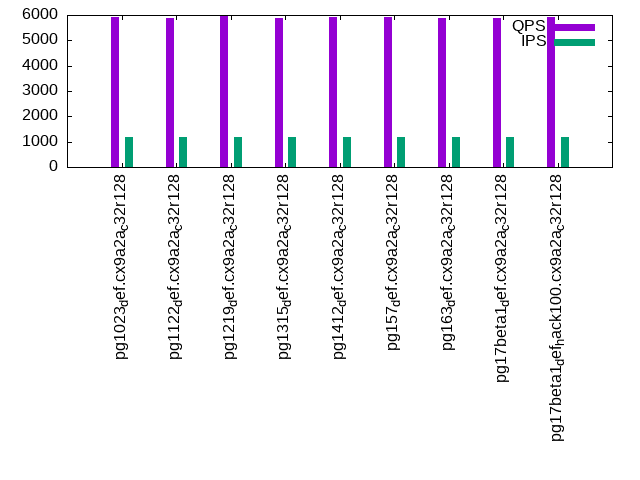 6000
5000
4000
3000
2000
1000
0
QPS
IPS
pg1023def.cx9a2ac32r128
pg1122def.cx9a2ac32r128
pg1219def.cx9a2ac32r128
pg1315def.cx9a2ac32r128
pg1412def.cx9a2ac32r128
pg157def.cx9a2ac32r128
pg163def.cx9a2ac32r128
pg17beta1def.cx9a2ac32r128
pg17beta1defhack100.cx9a2ac32r128